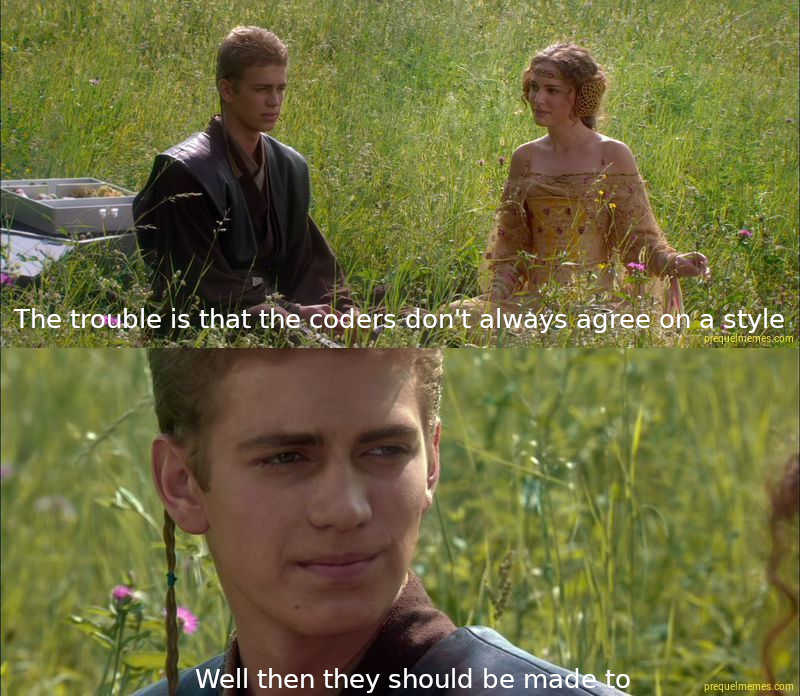 The trouble is that the coders don't always agree on a style
prequelmemes.com
Well then they should be made to
prequelmemes.com